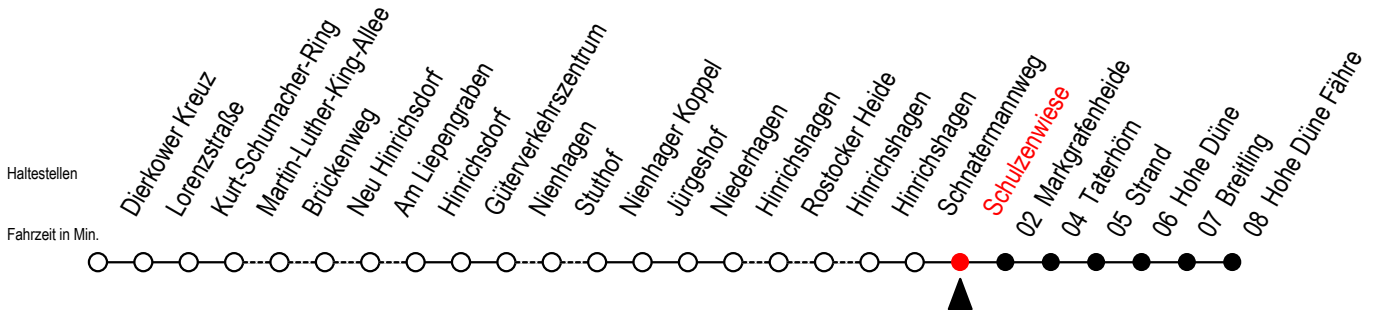 Haltestellen
Dierkower Kreuz
Lorenzstraße
Kurt-Schumacher-Ring
Martin-Luther-King-Allee
Brückenweg
Neu Hinrichsdorf
Am Liepengraben
Hinrichsdorf
Güterverkehrszentrum
Nienhagen
Stuthof
Nienhager Koppel
Jürgeshof
Niederhagen
Hinrichshagen
Rostocker Heide
Hinrichshagen
Hinrichshagen
Schnatermannweg
Schulzenwiese
02 Markgrafenheide
04 Taterhörn
05 Strand
06 Hohe Düne
07 Breitling
08 Hohe Düne Fähre
Fahrzeit in Min.